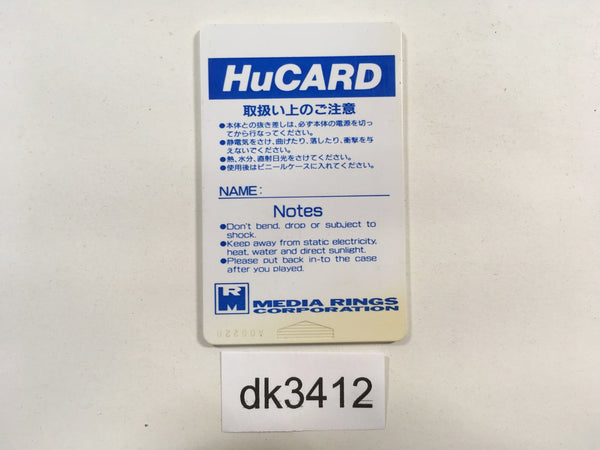 HuCARD
取扱い上のご注意
●本体との抜き差しは、必ず本体の電源を切っ
てから行なってください。
●静電気をさけ、曲げたり、落したり、衝撃を与
えないでください。
●熱、水分、直射日光をさけてください。
●使用後はビニールケースに入れてください。
NAME:
Notes
●Don't bend, drop or subject to
shock.
●Keep away from static electricity,
heat, water and direct sunlight.
●Please put back in-to the case
after you played.
RM
MEDIA RINGS
CORPORATION
dk3412